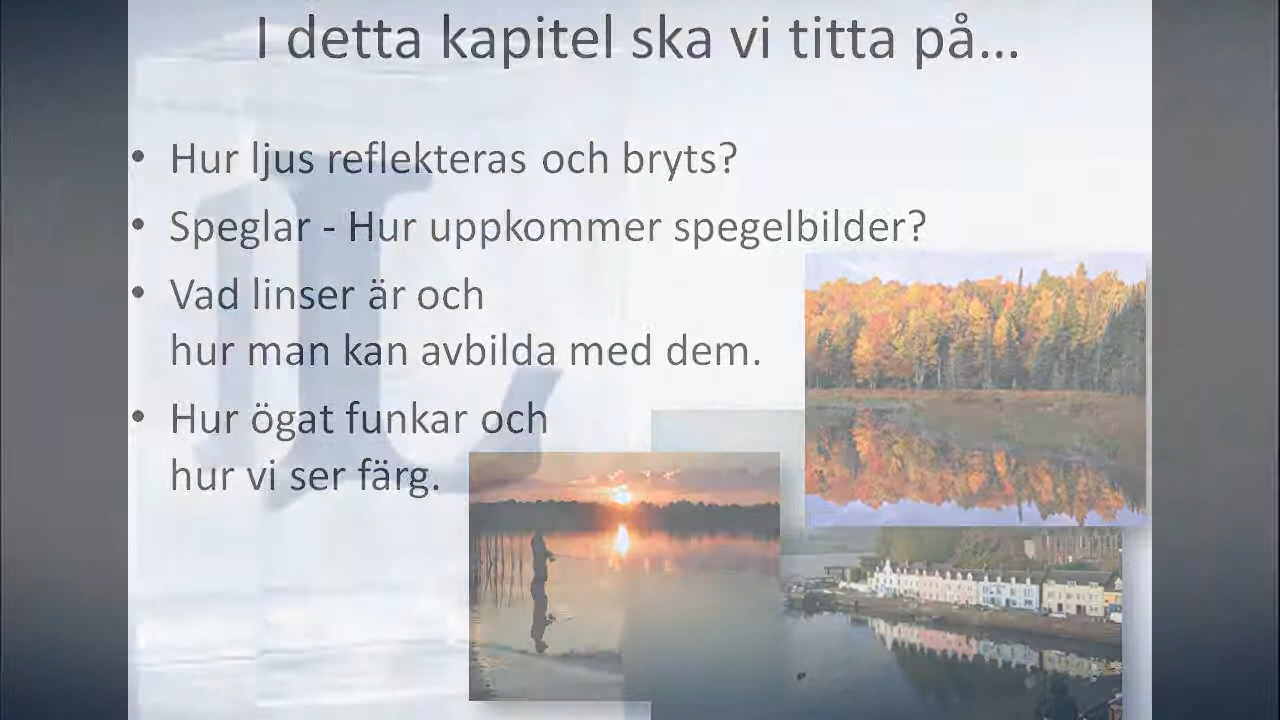 I detta kapitel ska vi titta på...
• Hur ljus reflekteras och bryts?
• Speglar - Hur uppkommer spegelbilder?
• Vad linser är och
hur man kan avbilda med dem.
• Hur ögat funkar och
hur vi ser färg.